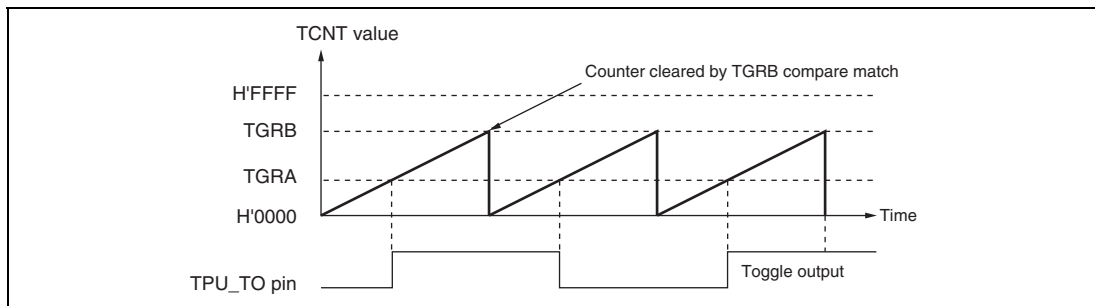 TCNT value
Counter cleared by TGRB compare match
H'FFFF
TGRB
TGRA
H'0000
Time
TPU_TO pin
Toggle output